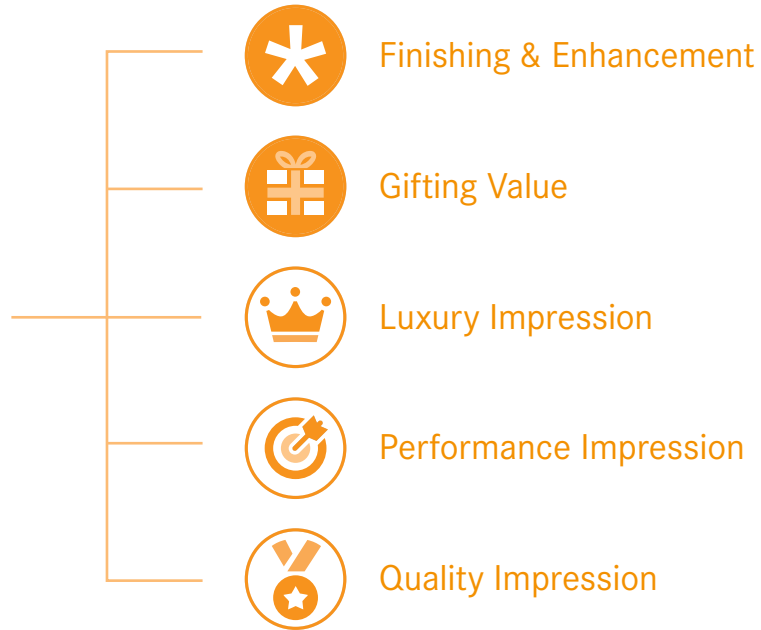 Finishing & Enhancement
Gifting Value
Luxury Impression
Performance Impression
Quality Impression